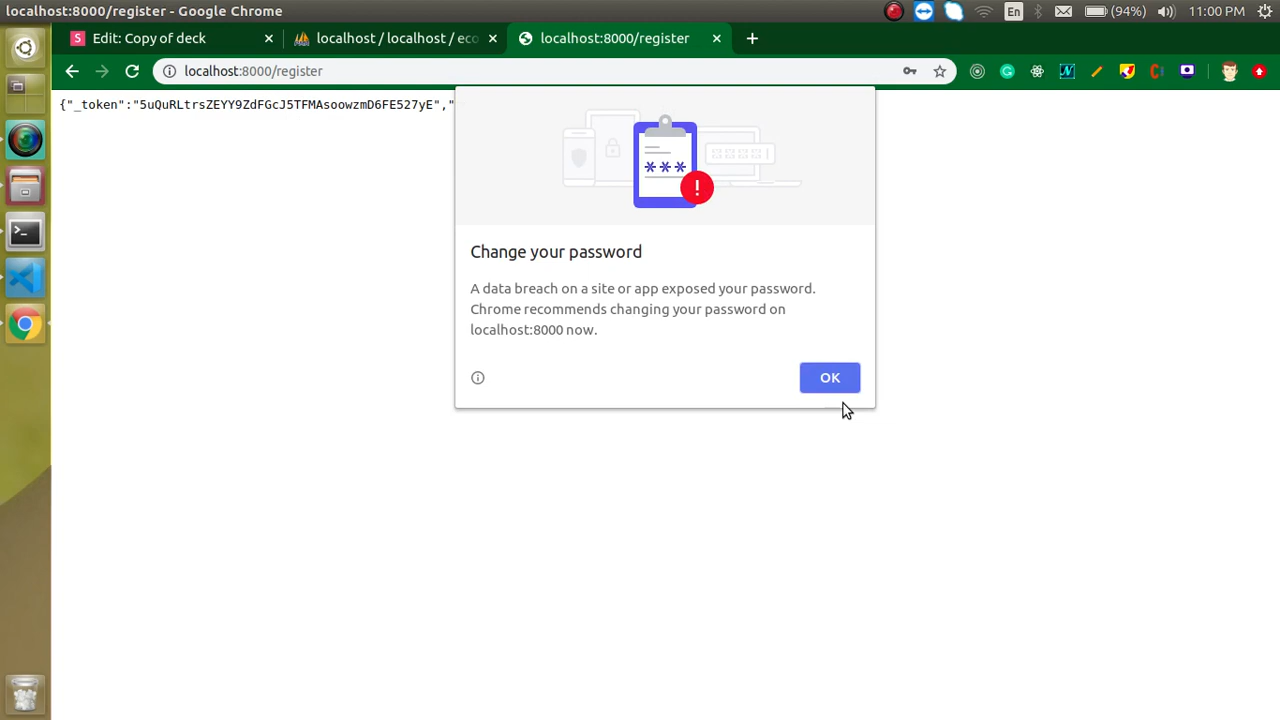 localhost:8000/register - Google Chrome
En
(94%)
11:00 PM
Edit: Copy of deck
localhost / localhost / eco
localhost:8000/register
localhost:8000/register
{"_token":"5uQuRLtrsZEYY9ZdFGcJ5TFMAsoowzmD6FE527yE","
Change your password
A data breach on a site or app exposed your password.
Chrome recommends changing your password on
localhost:8000 now.
OK